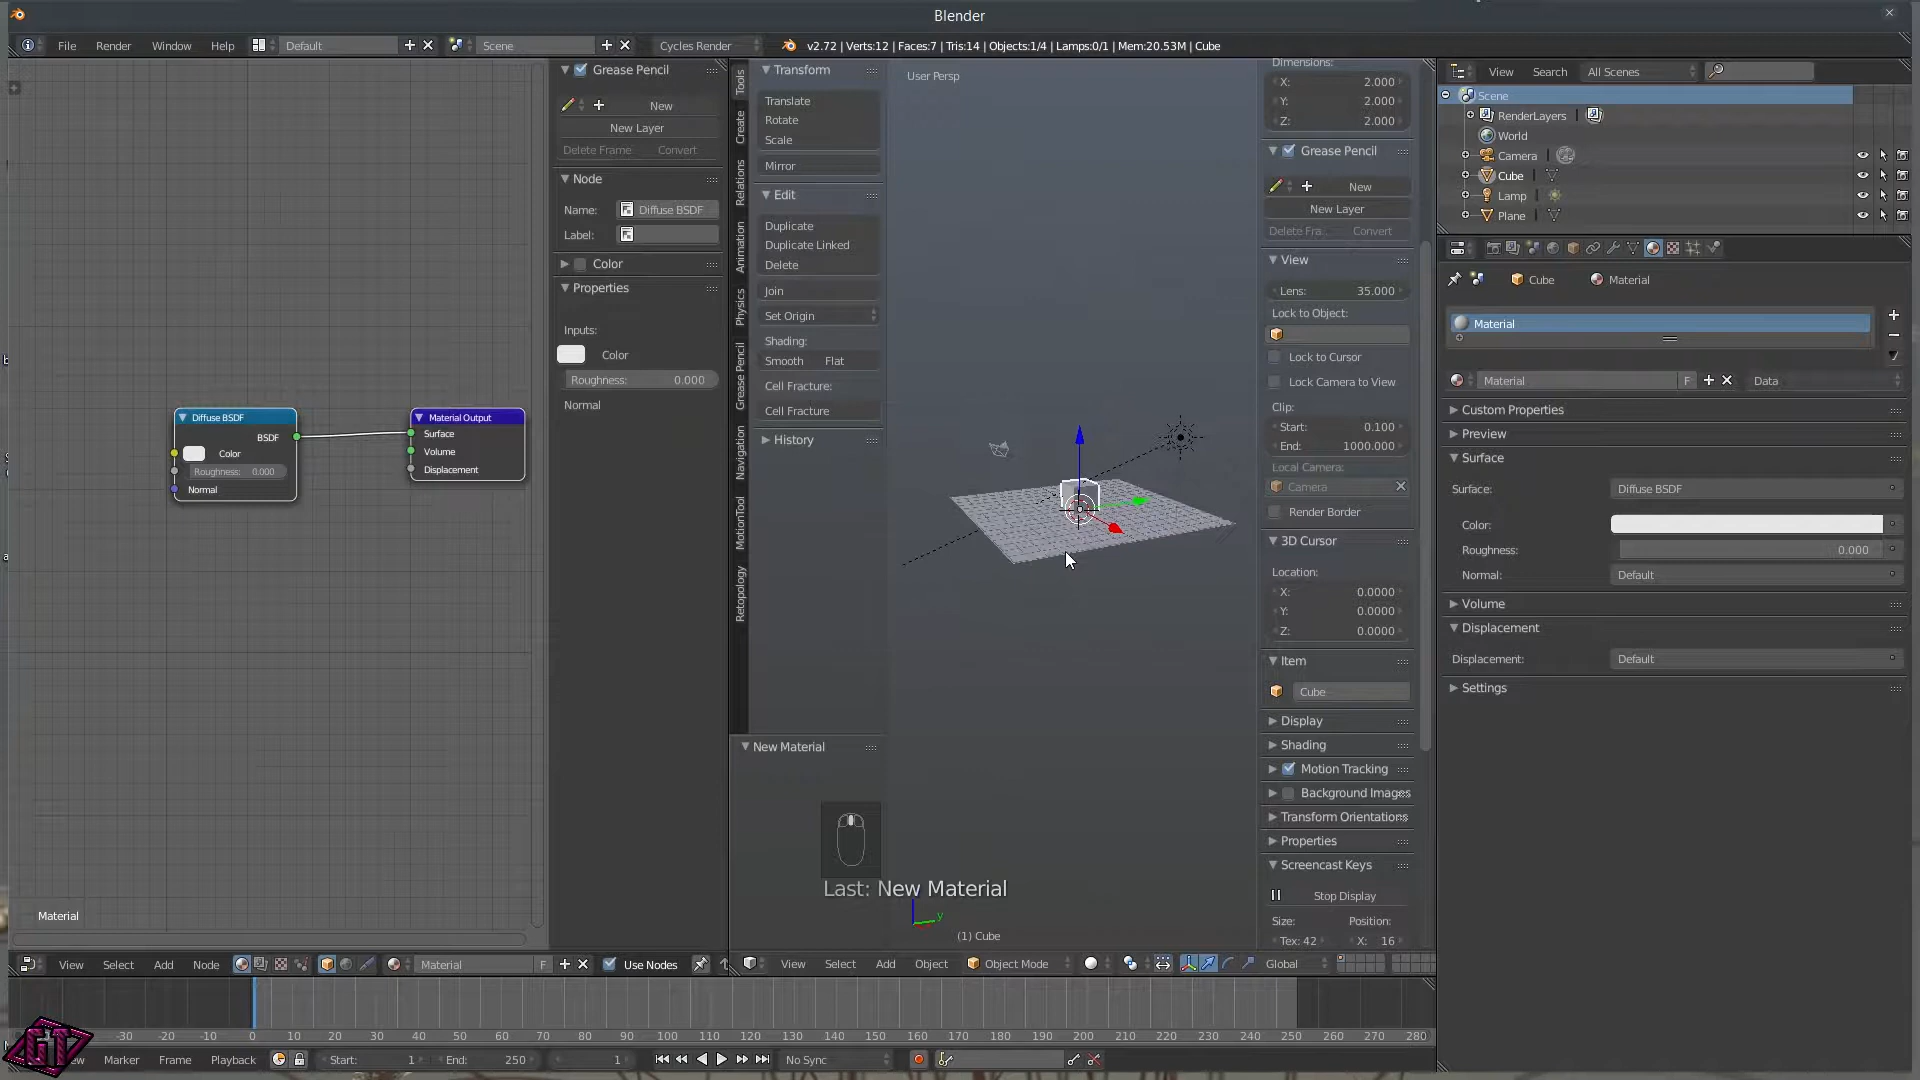 Blender
File Render Window Help Default Scene Cycles Render v2.72 | Verts:12 | Faces:7 | Tris:14 | Objects:1/4 | Lamps:0/1 | Mem:20.53M | Cube
Grease Pencil
New
New Layer
Delete Frame Convert
Node
Name: Diffuse BSDF
Label:
Color
Properties
Inputs:
Color
Roughness: 0.000
Normal
Diffuse BSDF
BSDF
Color
Roughness: 0.000
Normal
Material Output
Surface
Volume
Displacement
Material
View Select Add Node Material F Use Nodes
Tools
Create
Relations
Animation
Physics
Grease Pencil
Navigation
MotionTool
Retopology
Transform
Translate
Rotate
Scale
Mirror
Edit
Duplicate
Duplicate Linked
Delete
Join
Set Origin
Shading:
Smooth Flat
Cell Fracture:
Cell Fracture
History
New Material
User Persp
Last: New Material
y
(1) Cube
Dimensions:
X: 2.000
Y: 2.000
Z: 2.000
Grease Pencil
New
New Layer
Delete Fra... Convert
View
Lens: 35.000
Lock to Object:
Lock to Cursor
Lock Camera to View
Clip:
Start: 0.100
End: 1000.000
Local Camera:
Camera
Render Border
3D Cursor
Location:
X: 0.0000
Y: 0.0000
Z: 0.0000
Item
Cube
Display
Shading
Motion Tracking
Background Images
Transform Orientations
Properties
Screencast Keys
Stop Display
Size: Position:
Tex: 42 X: 16
View Select Add Object Object Mode Global
View Search All Scenes
Scene
RenderLayers
World
Camera
Cube
Lamp
Plane
Cube Material
Material
Material F Data
Custom Properties
Preview
Surface
Surface: Diffuse BSDF
Color:
Roughness: 0.000
Normal: Default
Volume
Displacement
Displacement: Default
Settings
-30 -20 -10 0 10 20 30 40 50 60 70 80 90 100 110 120 130 140 150 160 170 180 190 200 210 220 230 240 250 260 270 280
Marker Frame Playback Start: 1 End: 250 1 No Sync
GT